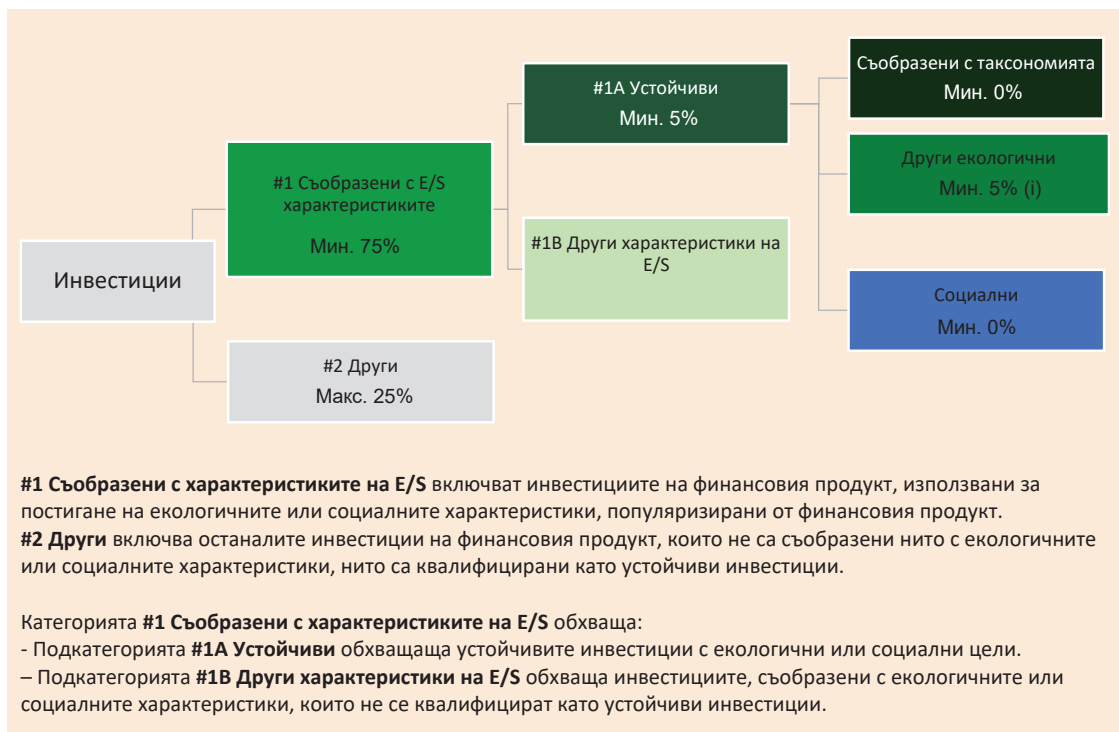 Инвестиции
#1 Съобразени с E/S
характеристиките
Мин. 75%
#2 Други
Макс. 25%
#1A Устойчиви
Мин. 5%
#1B Други характеристики на
E/S
Съобразени с таксономията
Мин. 0%
Други екологични
Мин. 5% (i)
Социални
Мин. 0%
#1 Съобразени с характеристиките на E/S включват инвестициите на финансовия продукт, използвани за
постигане на екологичните или социалните характеристики, популяризирани от финансовия продукт.
#2 Други включва останалите инвестиции на финансовия продукт, които не са съобразени нито с екологичните
или социалните характеристики, нито са квалифицирани като устойчиви инвестиции.
Категорията #1 Съобразени с характеристиките на E/S обхваща:
- Подкатегорията #1A Устойчиви обхващаща устойчивите инвестиции с екологични или социални цели.
– Подкатегорията #1B Други характеристики на E/S обхваща инвестициите, съобразени с екологичните или
социалните характеристики, които не се квалифицират като устойчиви инвестиции.